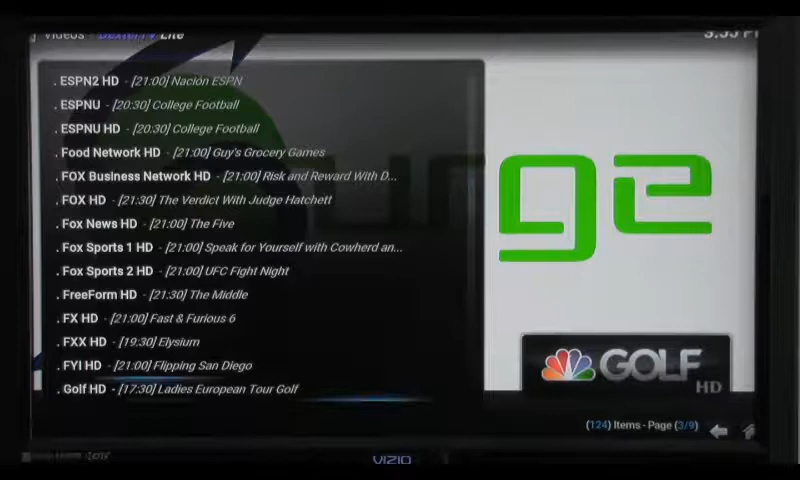 Videos - DexterTV Lite
. ESPN2 HD - [21:00] Nación ESPN
. ESPNU - [20:30] College Football
. ESPNU HD - [20:30] College Football
. Food Network HD - [21:00] Guy's Grocery Games
. FOX Business Network HD - [21:00] Risk and Reward With D...
. FOX HD - [21:30] The Verdict With Judge Hatchett
. Fox News HD - [21:00] The Five
. Fox Sports 1 HD - [21:00] Speak for Yourself with Cowherd an...
. Fox Sports 2 HD - [21:00] UFC Fight Night
. FreeForm HD - [21:30] The Middle
. FX HD - [21:00] Fast & Furious 6
. FXX HD - [19:30] Elysium
. FYI HD - [21:00] Flipping San Diego
. Golf HD - [17:30] Ladies European Tour Golf
ge
GOLF
HD
(124) Items - Page (3/9)
VIZIO